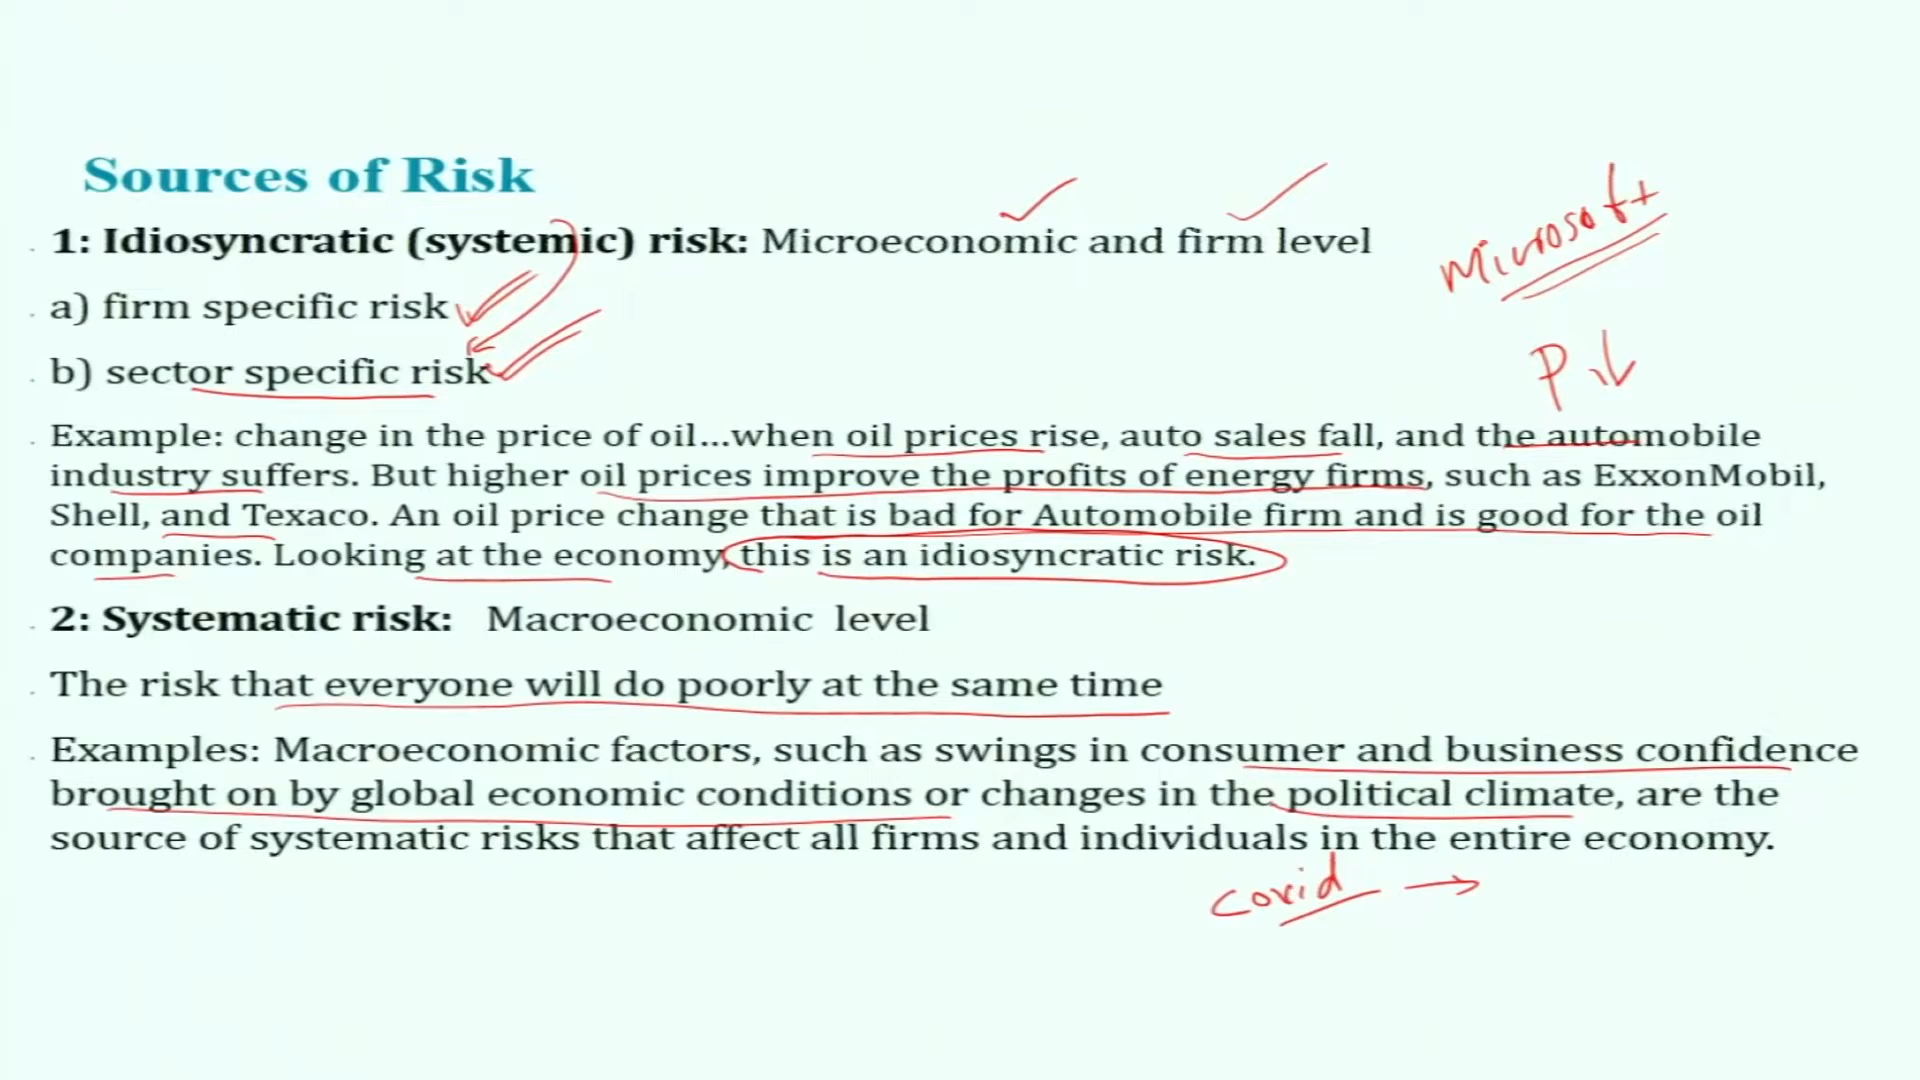 Sources of Risk
1: Idiosyncratic (systemic) risk: Microeconomic and firm level
Microsoft
a) firm specific risk
P↓
b) sector specific risk
Example: change in the price of oil...when oil prices rise, auto sales fall, and the automobile
industry suffers. But higher oil prices improve the profits of energy firms, such as ExxonMobil,
Shell, and Texaco. An oil price change that is bad for Automobile firm and is good for the oil
companies. Looking at the economy, this is an idiosyncratic risk.
2: Systematic risk: Macroeconomic level
The risk that everyone will do poorly at the same time
Examples: Macroeconomic factors, such as swings in consumer and business confidence
brought on by global economic conditions or changes in the political climate, are the
source of systematic risks that affect all firms and individuals in the entire economy.
Covid →